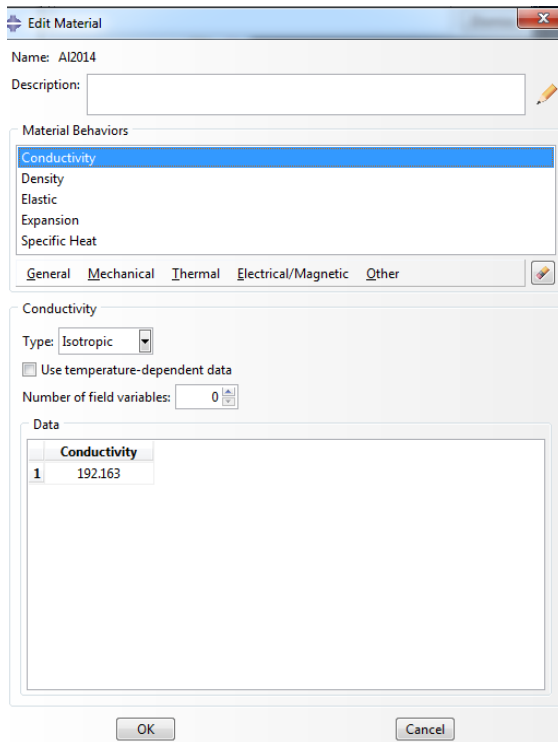 Edit Material
Name: Al2014
Description:
Material Behaviors
Conductivity
Density
Elastic
Expansion
Specific Heat
General Mechanical Thermal Electrical/Magnetic Other
Conductivity
Type: Isotropic
Use temperature-dependent data
Number of field variables: 0
Data
Conductivity
1 192.163
OK Cancel